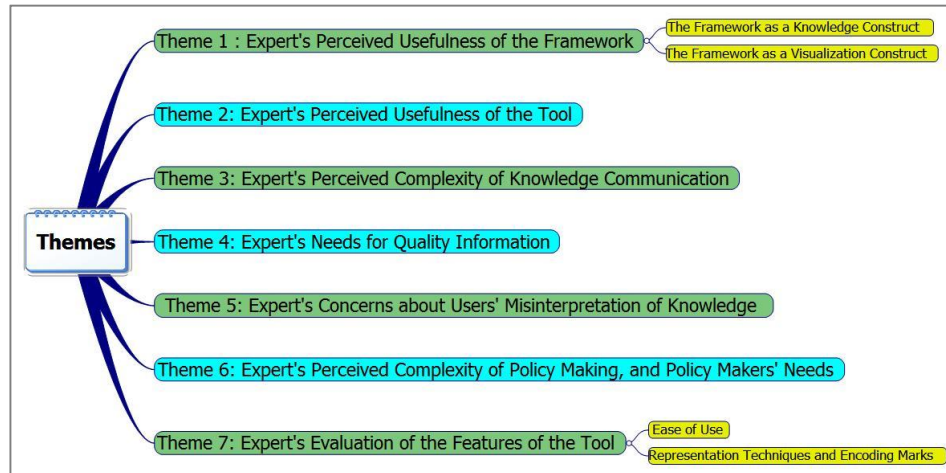 Theme 1 : Expert's Perceived Usefulness of the Framework
The Framework as a Knowledge Construct
The Framework as a Visualization Construct
Theme 2: Expert's Perceived Usefulness of the Tool
Theme 3: Expert's Perceived Complexity of Knowledge Communication
Themes
Theme 4: Expert's Needs for Quality Information
Theme 5: Expert's Concerns about Users' Misinterpretation of Knowledge
Theme 6: Expert's Perceived Complexity of Policy Making, and Policy Makers' Needs
Theme 7: Expert's Evaluation of the Features of the Tool
Ease of Use
Representation Techniques and Encoding Marks